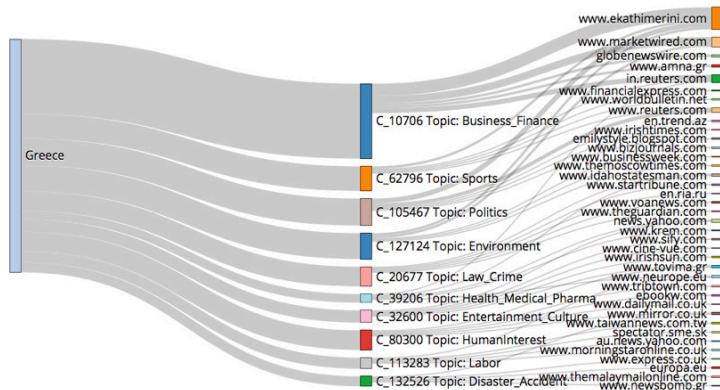 Greece
C_10706 Topic: Business_Finance
C_62796 Topic: Sports
C_105467 Topic: Politics
C_127124 Topic: Environment
C_20677 Topic: Law_Crime
C_39206 Topic: Health_Medical_Pharma
C_32600 Topic: Entertainment_Culture
C_80300 Topic: HumanInterest
C_113283 Topic: Labor
C_132526 Topic: Disaster_Accident
www.ekathimerini.com
www.marketwired.com
globenewswire.com
www.amna.gr
in.reuters.com
www.financialexpress.com
www.worldbulletin.net
www.reuters.com
en.trend.az
www.irishtimes.com
emilystyle.blogspot.com
www.bizjournals.com
www.businessweek.com
www.themoscowtimes.com
www.idahostatesman.com
www.startribune.com
en.ria.ru
www.voanews.com
www.theguardian.com
news.yahoo.com
www.krem.com
www.sify.com
www.cine-vue.com
www.irishsun.com
www.tovima.gr
www.neurope.eu
www.tribtown.com
ebookw.com
www.dailymail.co.uk
www.mirror.co.uk
www.taiwannews.com.tw
spectator.sme.sk
au.news.yahoo.com
www.morningstaronline.co.uk
www.express.co.uk
europa.eu
www.themalaymailonline.com
www.newsbomb.gr